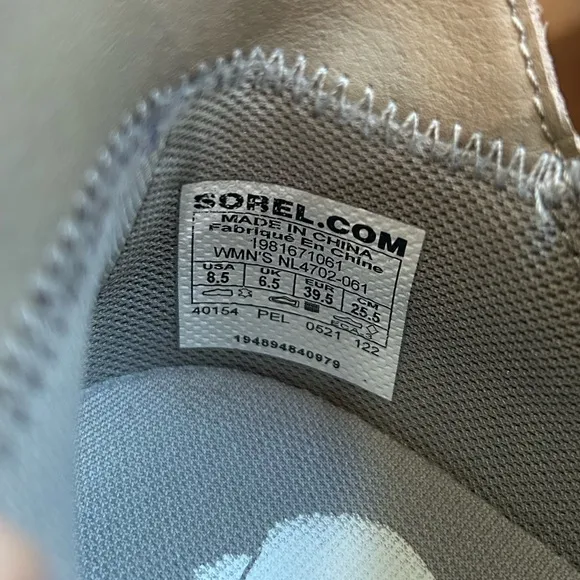 SOREL.COM
MADE IN CHINA
Fabriqué En Chine
1981671061
WMN'S NL4702-061
USA UK EUR CM
8.5 6.5 39.5 25.5
40154 PEL 0521 122
194894840979